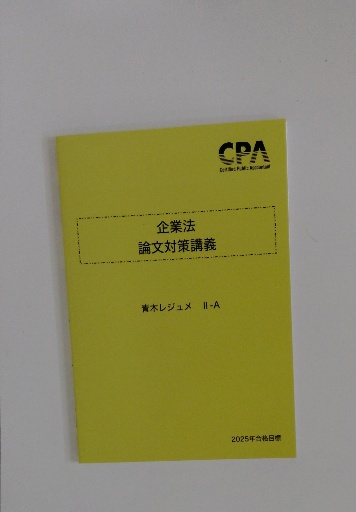 CPA
Certified Public Accountant
企業法
論文対策講義
青木レジュメ Ⅱ-A
2025年合格目標